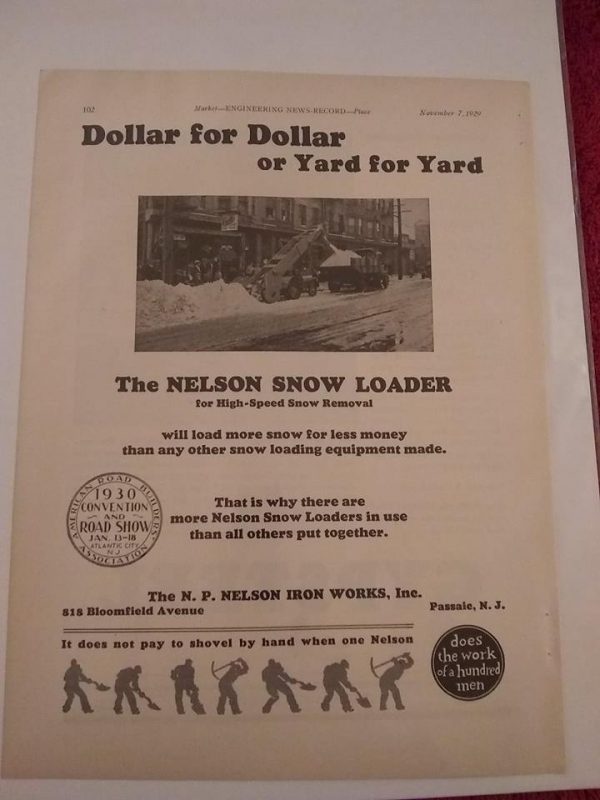 102
Market—ENGINEERING NEWS-RECORD—Place
November 7, 1929
Dollar for Dollar
or Yard for Yard
The NELSON SNOW LOADER
for High-Speed Snow Removal
will load more snow for less money
than any other snow loading equipment made.
AMERICAN ROAD BUILDERS
1930
CONVENTION
AND
ROAD SHOW
JAN. 13-18
ATLANTIC CITY
N. J.
ASSOCIATION
That is why there are
more Nelson Snow Loaders in use
than all others put together.
The N. P. NELSON IRON WORKS, Inc.
818 Bloomfield Avenue
Passaic, N. J.
It does not pay to shovel by hand when one Nelson
does
the work
of a hundred
men